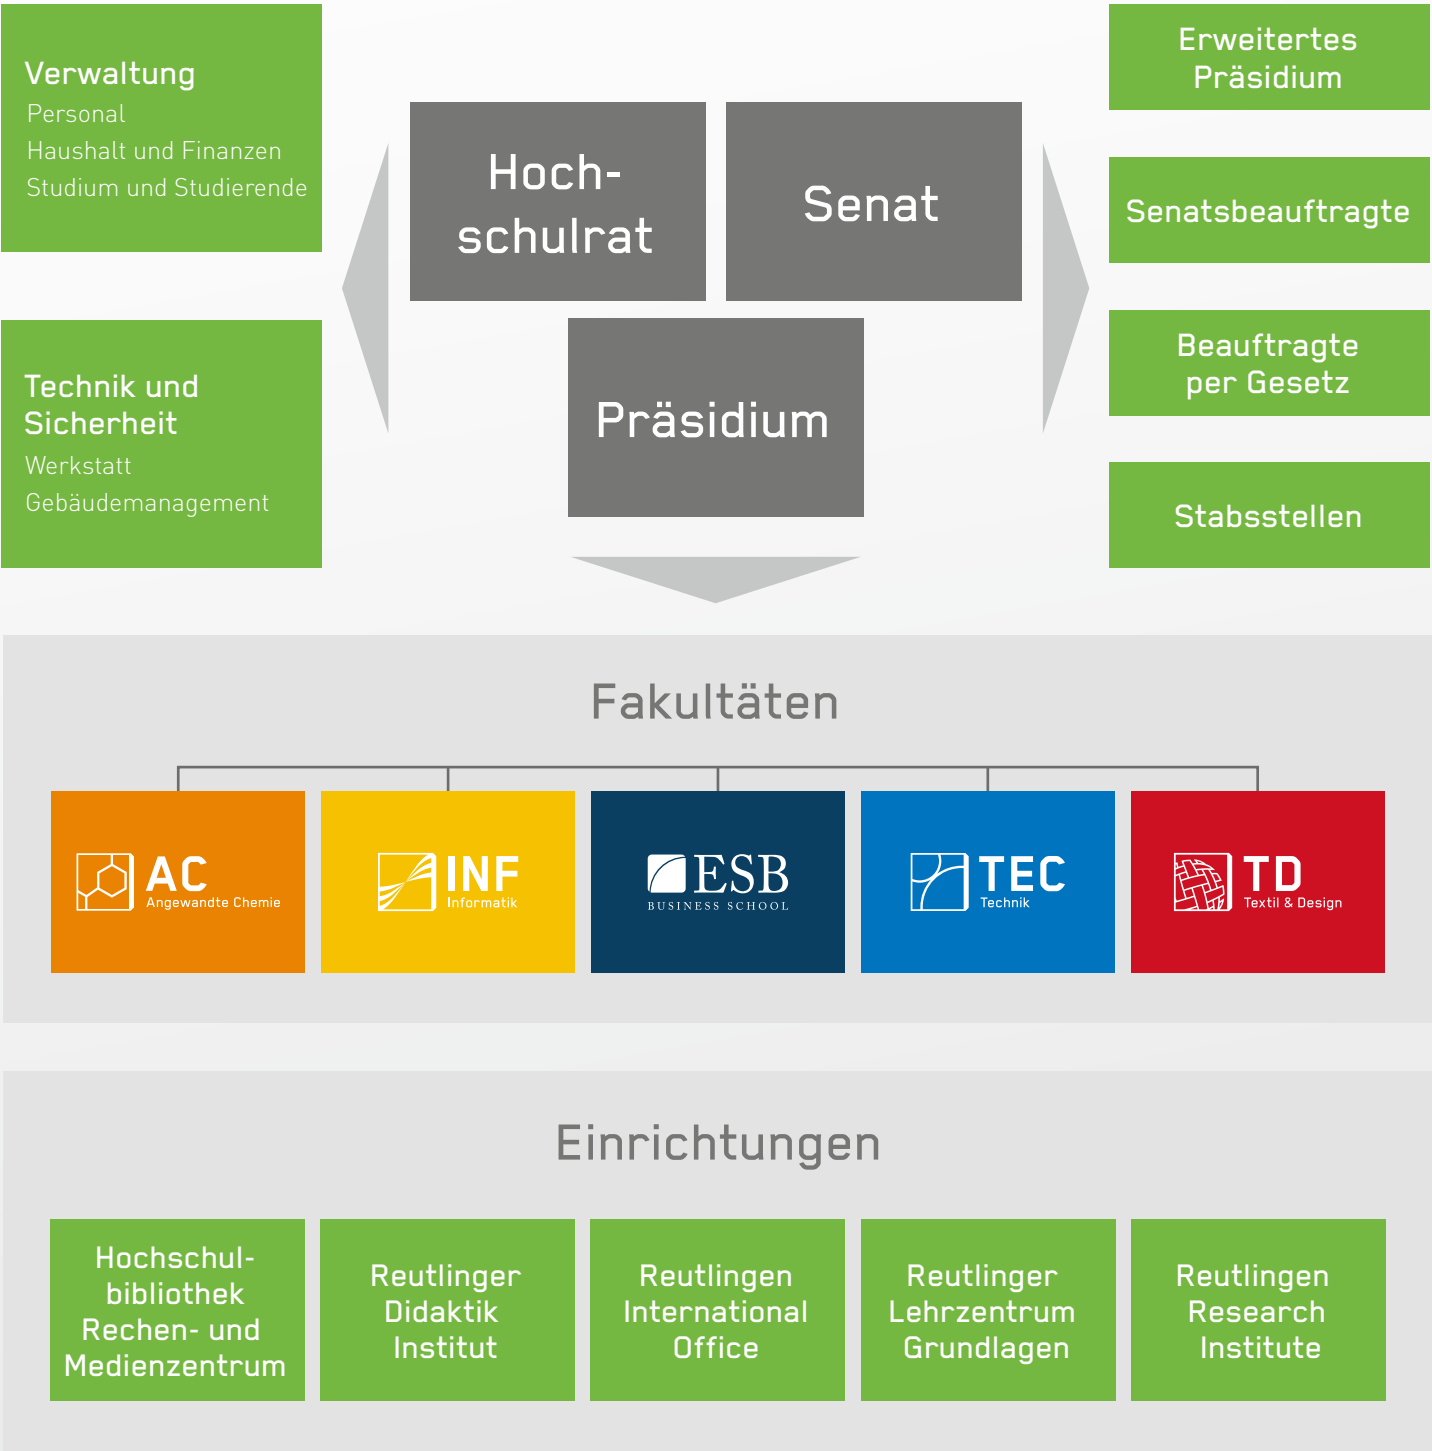 Verwaltung
Personal
Haushalt und Finanzen
Studium und Studierende
Technik und
Sicherheit
Werkstatt
Gebäudemanagement
Hoch-
schulrat
Senat
Präsidium
Erweitertes
Präsidium
Senatsbeauftragte
Beauftragte
per Gesetz
Stabsstellen
Fakultäten
AC
Angewandte Chemie
INF
Informatik
ESB
BUSINESS SCHOOL
TEC
Technik
TD
Textil & Design
Einrichtungen
Hochschul-
bibliothek
Rechen- und
Medienzentrum
Reutlinger
Didaktik
Institut
Reutlingen
International
Office
Reutlinger
Lehrzentrum
Grundlagen
Reutlingen
Research
Institute